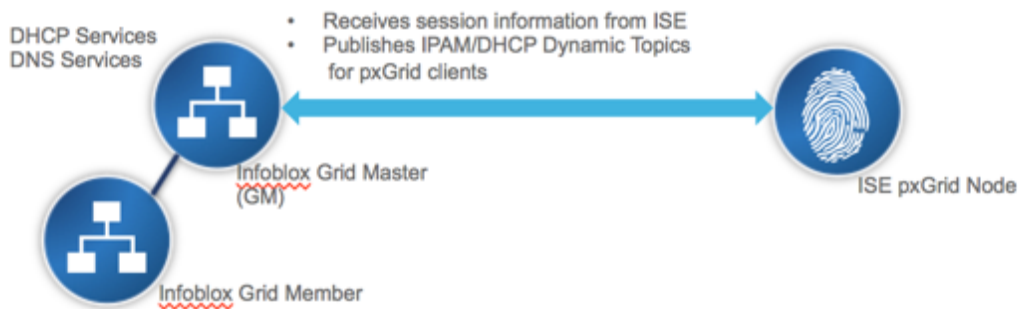 DHCP Services
DNS Services
• Receives session information from ISE
• Publishes IPAM/DHCP Dynamic Topics
for pxGrid clients
Infoblox Grid Master
(GM)
ISE pxGrid Node
Infoblox Grid Member